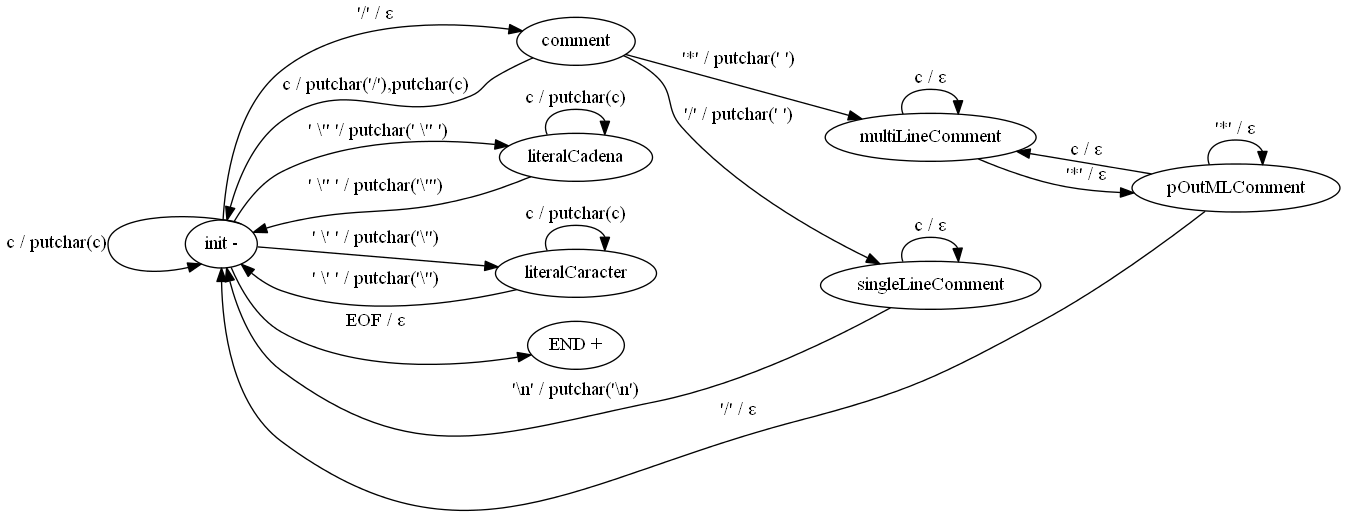 '/' / ε
comment
'*' / putchar(' ')
c / ε
c / putchar('/'),putchar(c)
c / putchar(c)
'/' / putchar(' ')
multiLineComment
'*' / ε
' \" '/ putchar(' \" ')
literalCadena
c / ε
'*' / ε
pOutMLComment
' \" ' / putchar('\"')
c / putchar(c)
init -
' \' ' / putchar('\'')
c / putchar(c)
c / ε
literalCaracter
' \' ' / putchar('\'')
singleLineComment
EOF / ε
END +
'\n' / putchar('\n')
'/' / ε